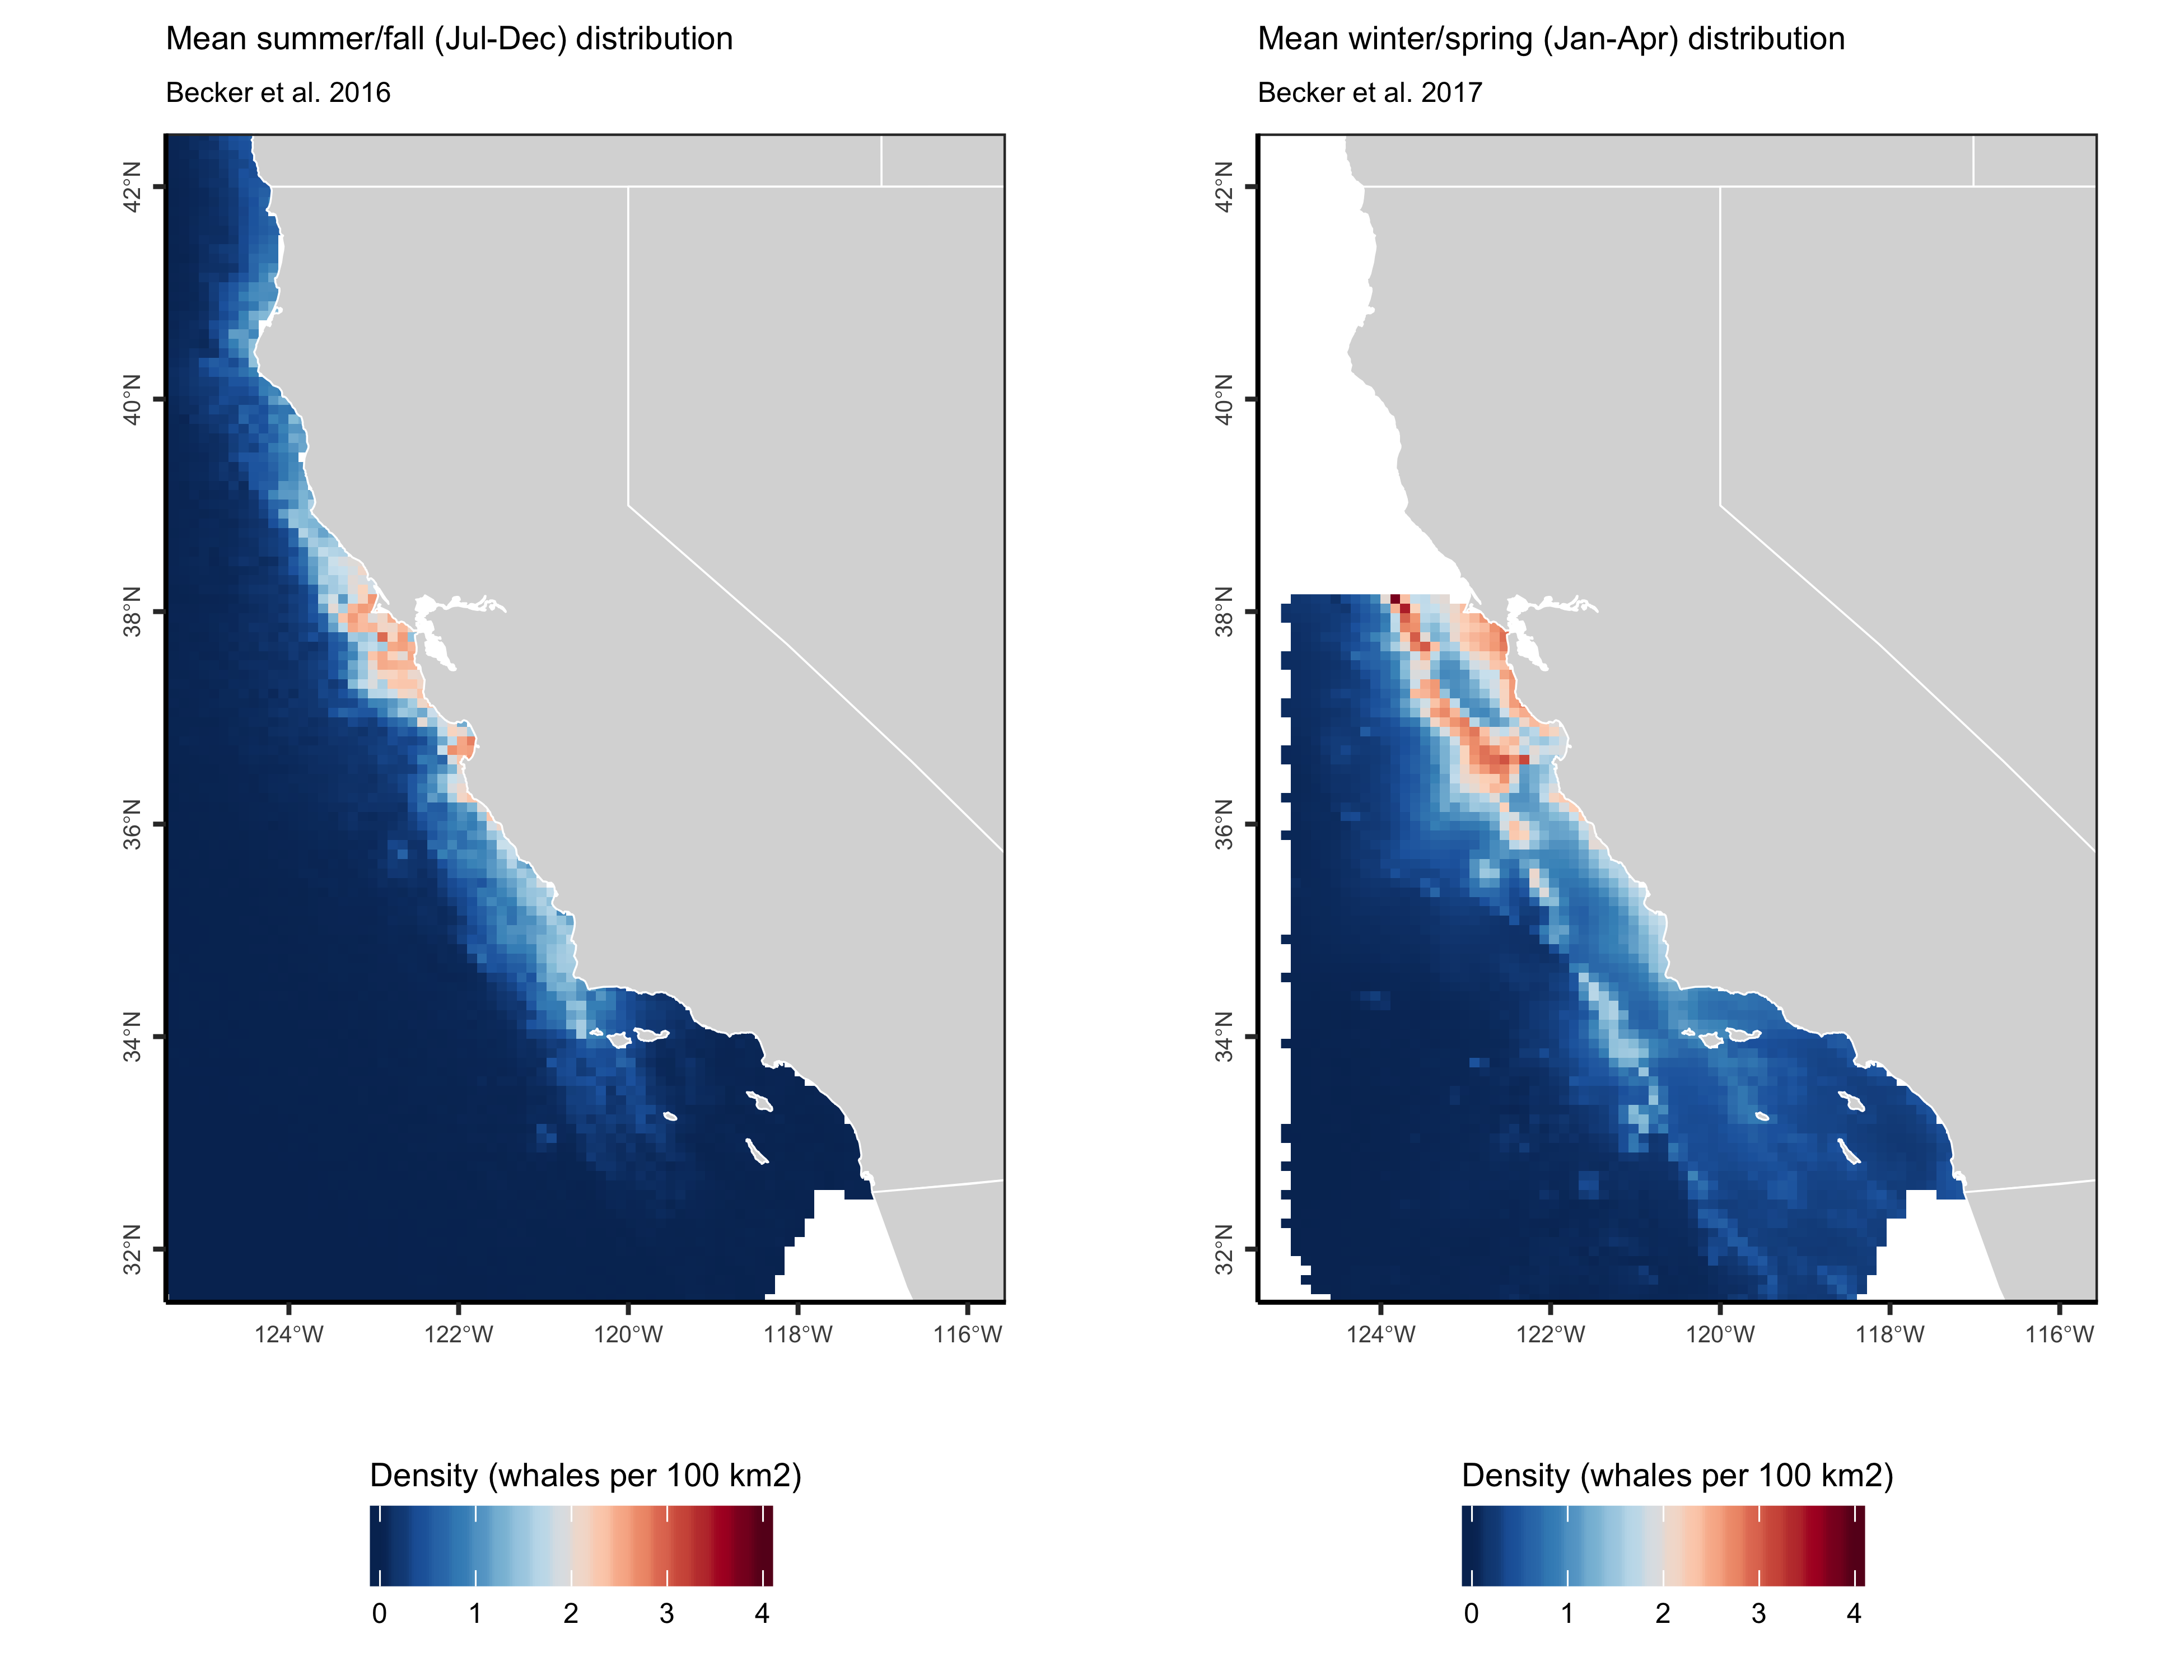 Mean summer/fall (Jul-Dec) distribution
Becker et al. 2016
42°N
40°N
38°N
36°N
34°N
32°N
124°W 122°W 120°W 118°W 116°W
Density (whales per 100 km2)
0 1 2 3 4
Mean winter/spring (Jan-Apr) distribution
Becker et al. 2017
42°N
40°N
38°N
36°N
34°N
32°N
124°W 122°W 120°W 118°W 116°W
Density (whales per 100 km2)
0 1 2 3 4